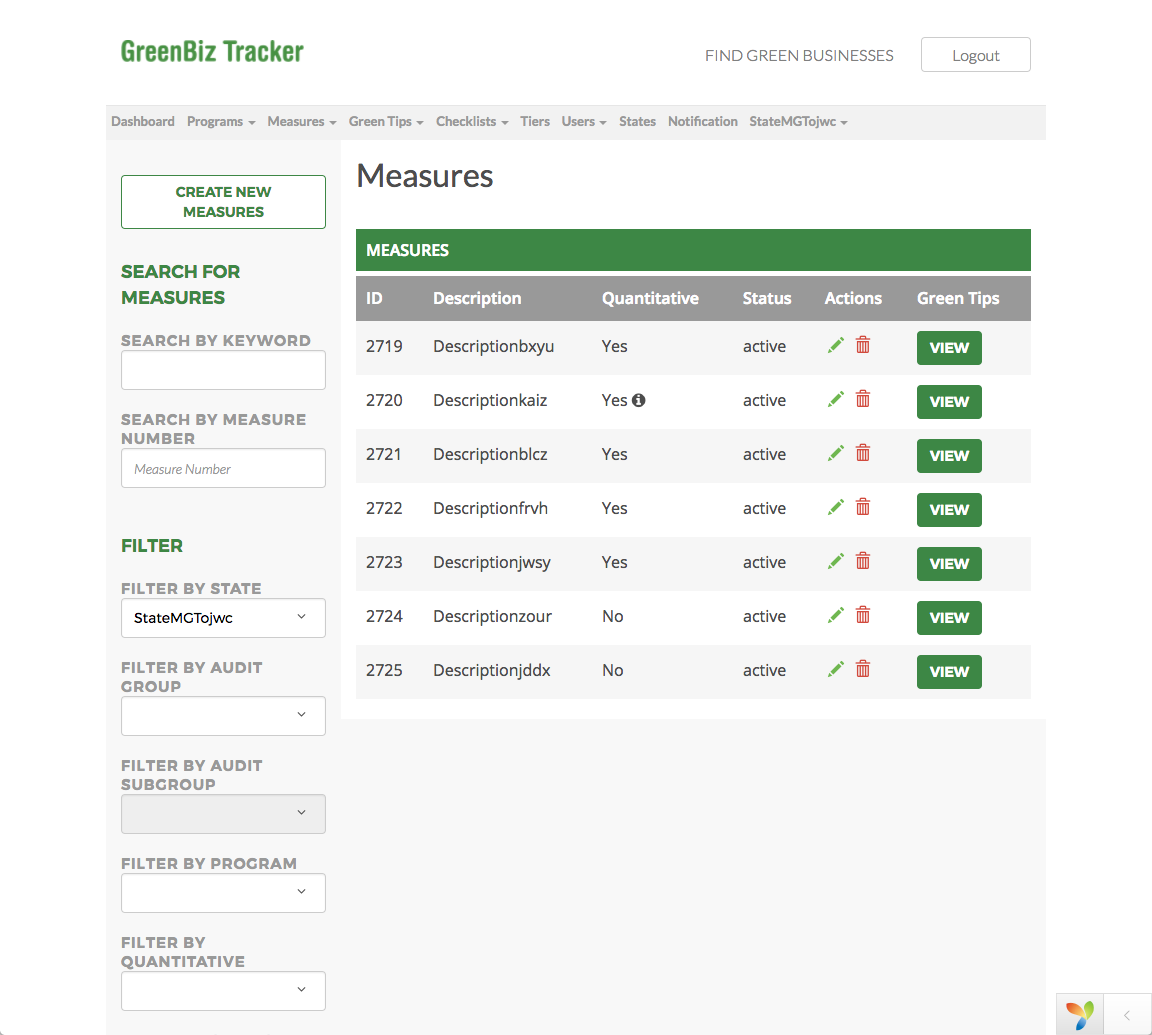 GreenBiz Tracker
FIND GREEN BUSINESSES
Logout
Dashboard Programs Measures Green Tips Checklists Tiers Users States Notification StateMGTojwc
CREATE NEW
MEASURES
SEARCH FOR
MEASURES
SEARCH BY KEYWORD
SEARCH BY MEASURE
NUMBER
Measure Number
FILTER
FILTER BY STATE
StateMGTojwc
FILTER BY AUDIT
GROUP
FILTER BY AUDIT
SUBGROUP
FILTER BY PROGRAM
FILTER BY
QUANTITATIVE
Measures
MEASURES
ID Description Quantitative Status Actions Green Tips
2719 Descriptionbxyu Yes active VIEW
2720 Descriptionkaiz Yes active VIEW
2721 Descriptionblcz Yes active VIEW
2722 Descriptionfrvh Yes active VIEW
2723 Descriptionjwsy Yes active VIEW
2724 Descriptionzour No active VIEW
2725 Descriptionjddx No active VIEW